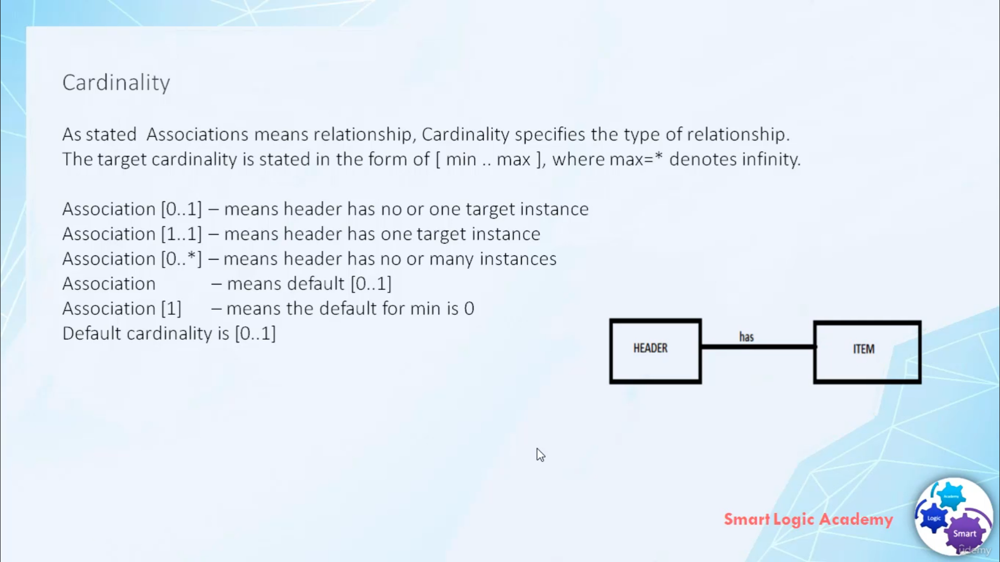 Cardinality
As stated  Associations means relationship, Cardinality specifies the type of relationship.
The target cardinality is stated in the form of [ min .. max ], where max=* denotes infinity.
Association [0..1] – means header has no or one target instance
Association [1..1] – means header has one target instance
Association [0..*] – means header has no or many instances
Association – means default [0..1]
Association [1] – means the default for min is 0
Default cardinality is [0..1]
has
HEADER
ITEM
Smart Logic Academy
Academy
Logic
Smart
ûdemy